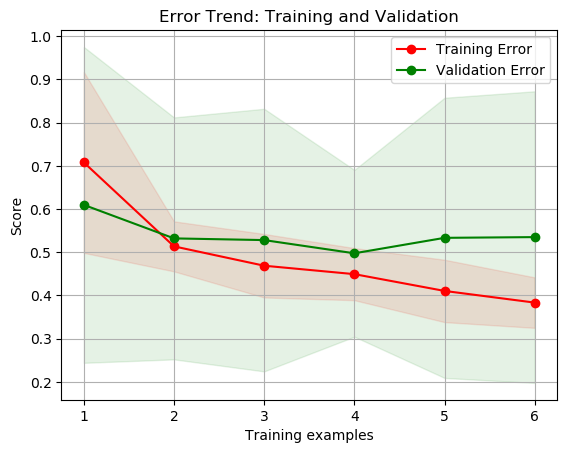 Error Trend: Training and Validation
Training Error
Validation Error
Score
1.0
0.9
0.8
0.7
0.6
0.5
0.4
0.3
0.2
1 2 3 4 5 6
Training examples